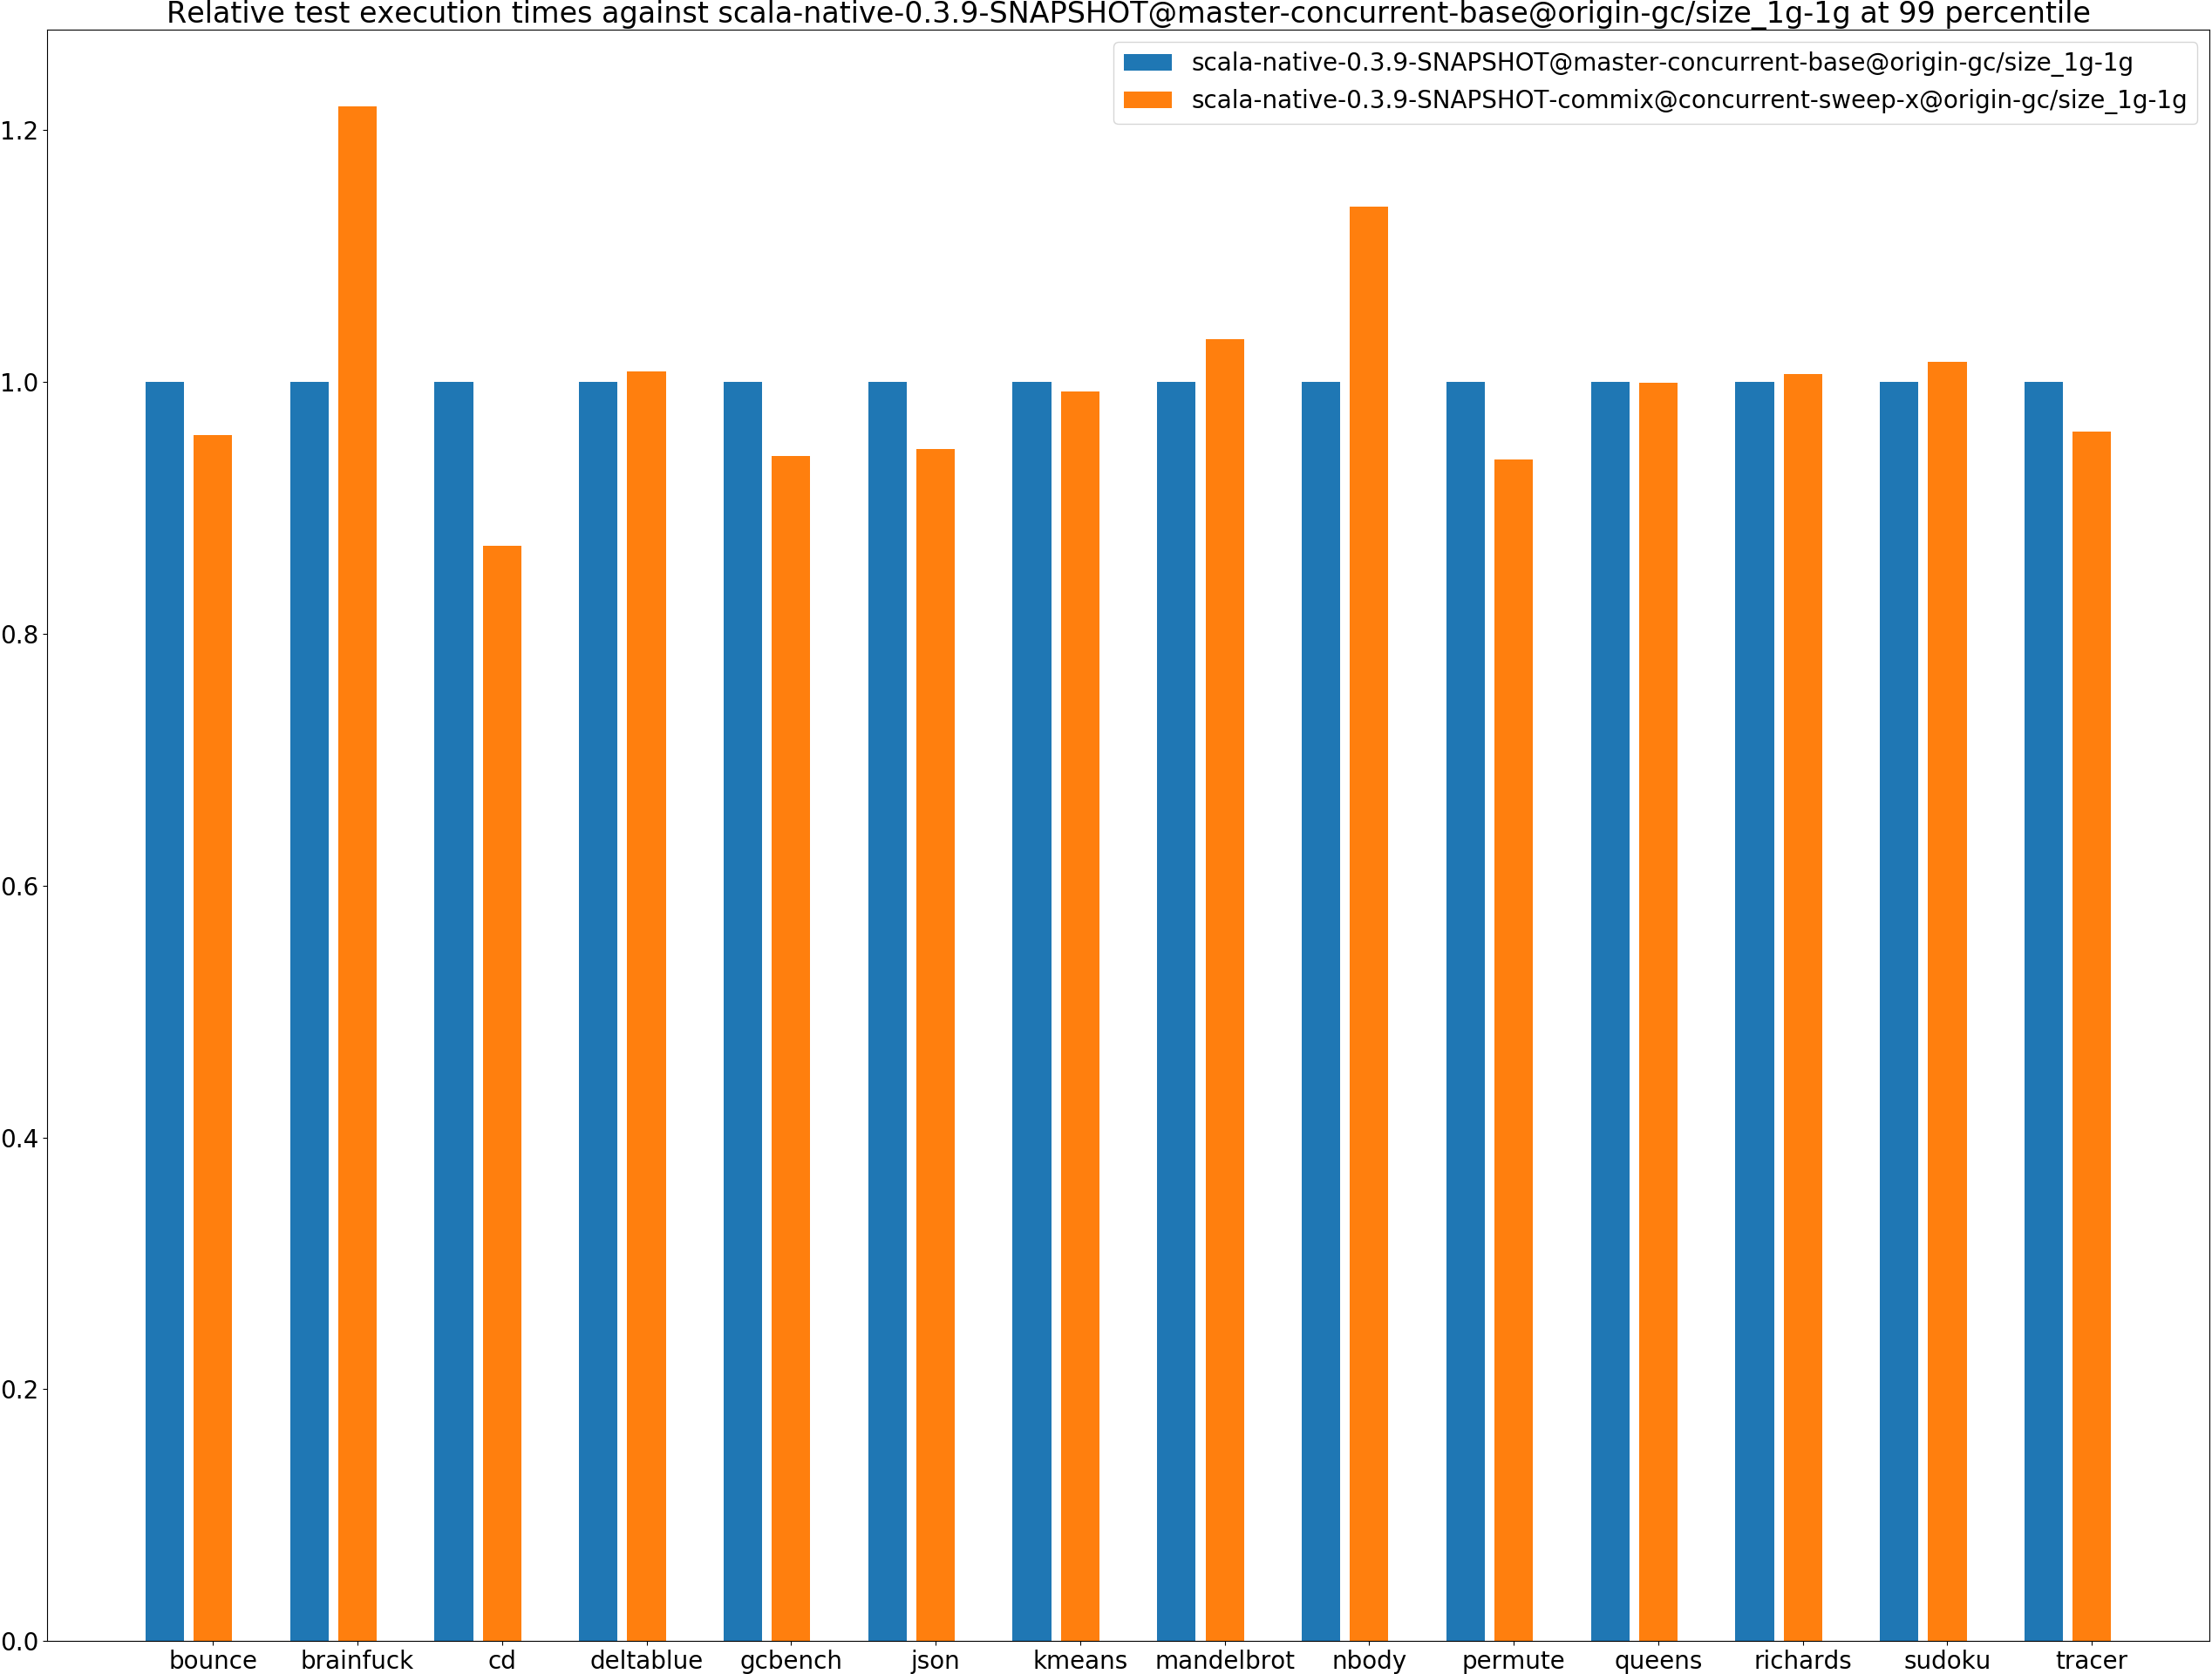 Relative test execution times against scala-native-0.3.9-SNAPSHOT@master-concurrent-base@origin-gc/size_1g-1g at 99 percentile
scala-native-0.3.9-SNAPSHOT@master-concurrent-base@origin-gc/size_1g-1g
scala-native-0.3.9-SNAPSHOT-commix@concurrent-sweep-x@origin-gc/size_1g-1g
1.2
1.0
0.8
0.6
0.4
0.2
0.0
bounce brainfuck cd deltablue gcbench json kmeans mandelbrot nbody permute queens richards sudoku tracer